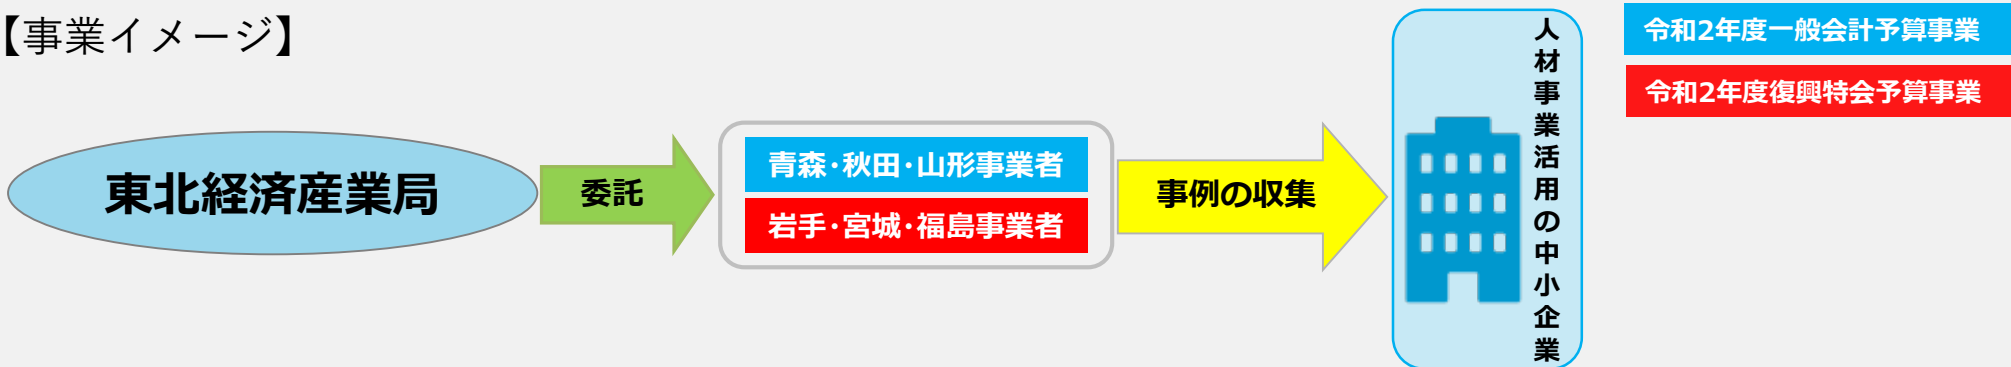 【事業イメージ】
東北経済産業局
委託
青森・秋田・山形事業者
岩手・宮城・福島事業者
事例の収集
人材事業活用の中小企業
令和2年度一般会計予算事業
令和2年度復興特会予算事業